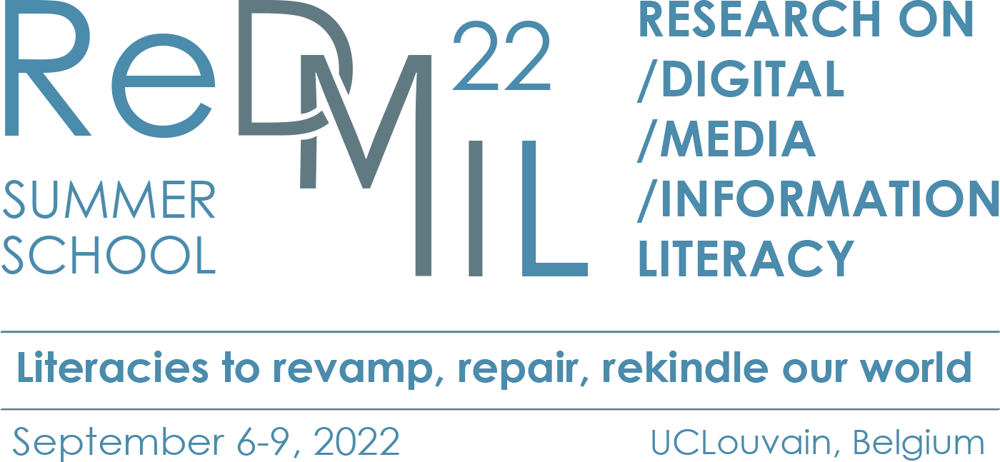 ReDMIL 22
SUMMER
SCHOOL
RESEARCH ON
/DIGITAL
/MEDIA
/INFORMATION
LITERACY
Literacies to revamp, repair, rekindle our world
September 6-9, 2022
UCLouvain, Belgium